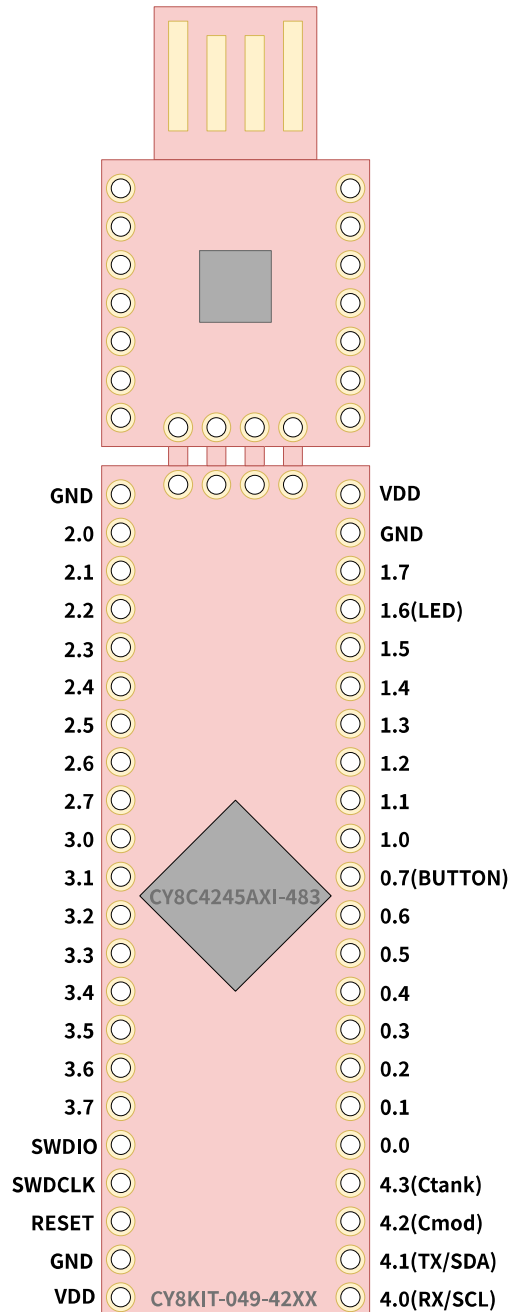 GND VDD
2.0 GND
2.1 1.7
2.2 1.6(LED)
2.3 1.5
2.4 1.4
2.5 1.3
2.6 1.2
2.7 1.1
3.0 1.0
3.1 0.7(BUTTON)
CY8C4245AXI-483
3.2 0.6
3.3 0.5
3.4 0.4
3.5 0.3
3.6 0.2
3.7 0.1
SWDIO 0.0
SWDCLK 4.3(Ctank)
RESET 4.2(Cmod)
GND 4.1(TX/SDA)
VDD CY8KIT-049-42XX 4.0(RX/SCL)